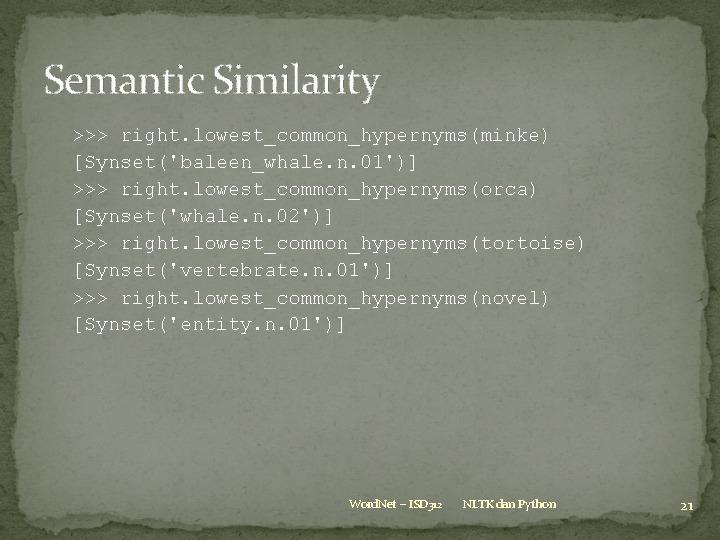 Semantic Similarity
>>> right.lowest_common_hypernyms(minke)
[Synset('baleen_whale.n.01')]
>>> right.lowest_common_hypernyms(orca)
[Synset('whale.n.02')]
>>> right.lowest_common_hypernyms(tortoise)
[Synset('vertebrate.n.01')]
>>> right.lowest_common_hypernyms(novel)
[Synset('entity.n.01')]
WordNet – ISD312 NLTK dan Python 21